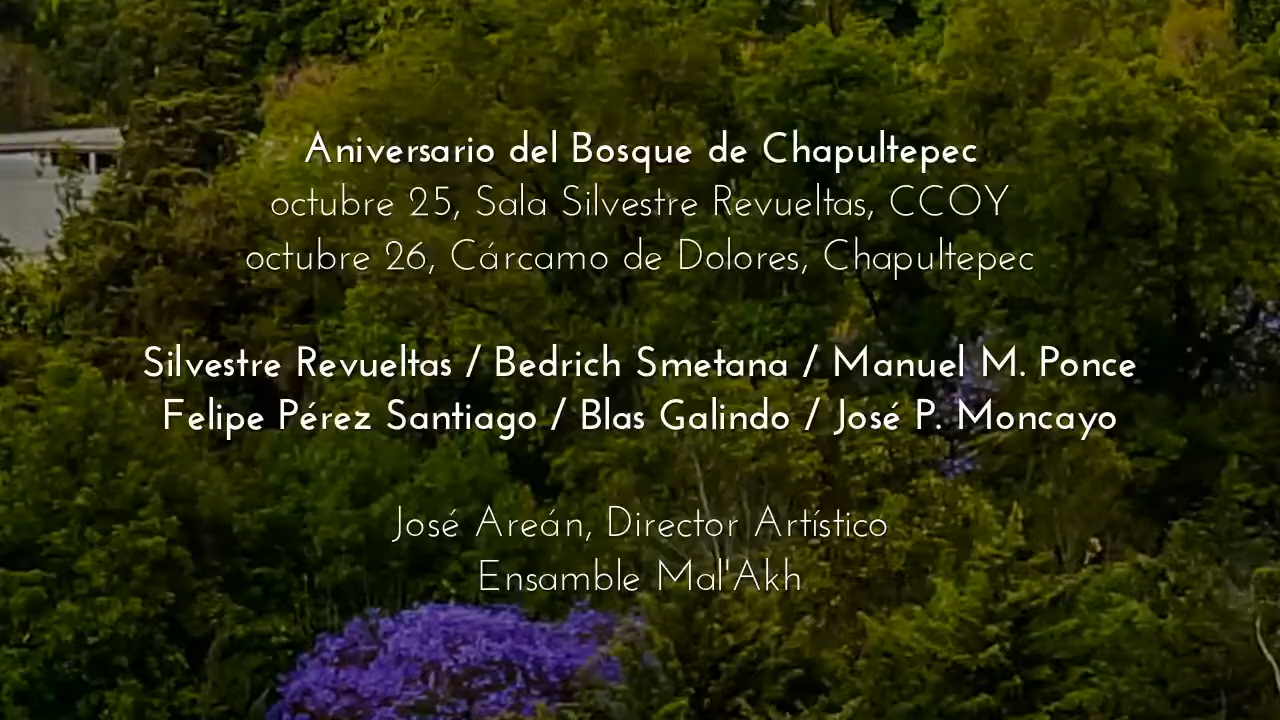 Aniversario del Bosque de Chapultepec
octubre 25, Sala Silvestre Revueltas, CCOY
octubre 26, Cárcamo de Dolores, Chapultepec
Silvestre Revueltas / Bedrich Smetana / Manuel M. Ponce
Felipe Pérez Santiago / Blas Galindo / José P. Moncayo
José Areán, Director Artístico
Ensamble Mal'Akh